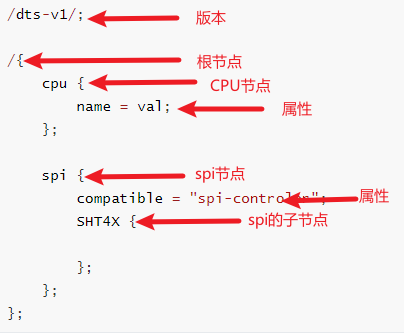 /dts-v1/; 版本
/{ 根节点
cpu { CPU节点
name = val; 属性
};
spi { spi节点
compatible = "spi-controler"; 属性
SHT4X { spi的子节点
};
};
};